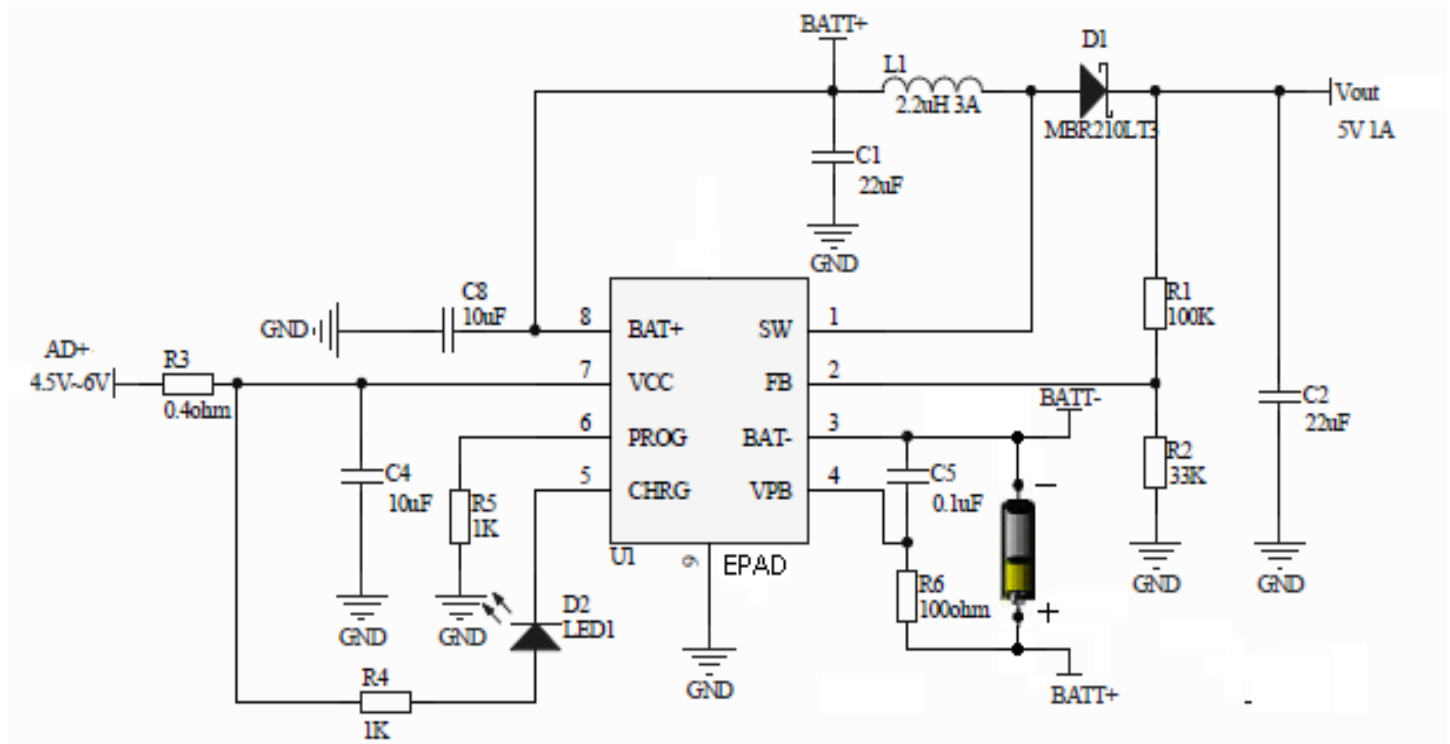 BATT+
D1
L1
2.2uH 3A
MBR210LT3
Vout
5V 1A
C1
22uF
GND
C8
10uF
GND
8
BAT+
SW
1
R1
100K
AD+
4.5V~6V
R3
0.4ohm
7
VCC
FB
2
BATT-
C2
22uF
6
PROG
BAT-
3
C4
10uF
R5
1K
5
CHRG
VPB
4
C5
0.1uF
−
R2
33K
U1
9
EPAD
GND
R6
100ohm
+
GND
GND
GND
D2
LED1
GND
R4
1K
BATT+
-